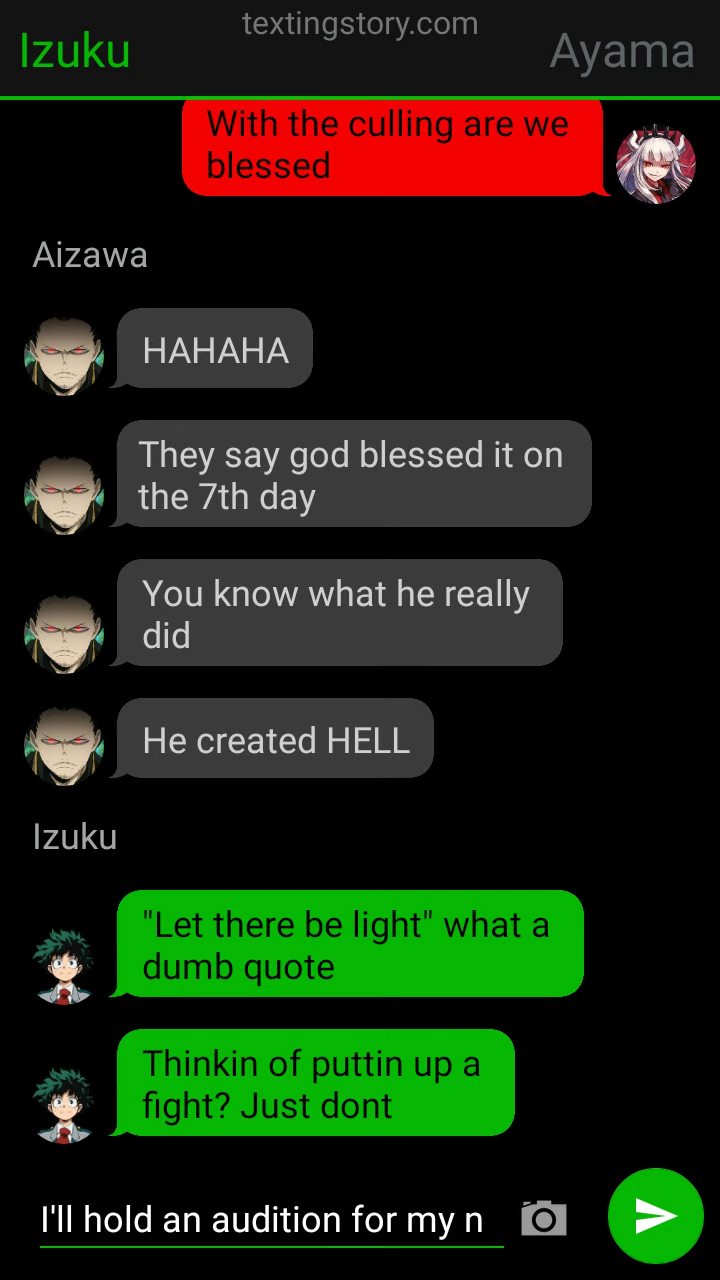 textingstory.com
Izuku
Ayama
With the culling are we
blessed
Aizawa
HAHAHA
They say god blessed it on
the 7th day
You know what he really
did
He created HELL
Izuku
"Let there be light" what a
dumb quote
Thinkin of puttin up a
fight? Just dont
I'll hold an audition for my n